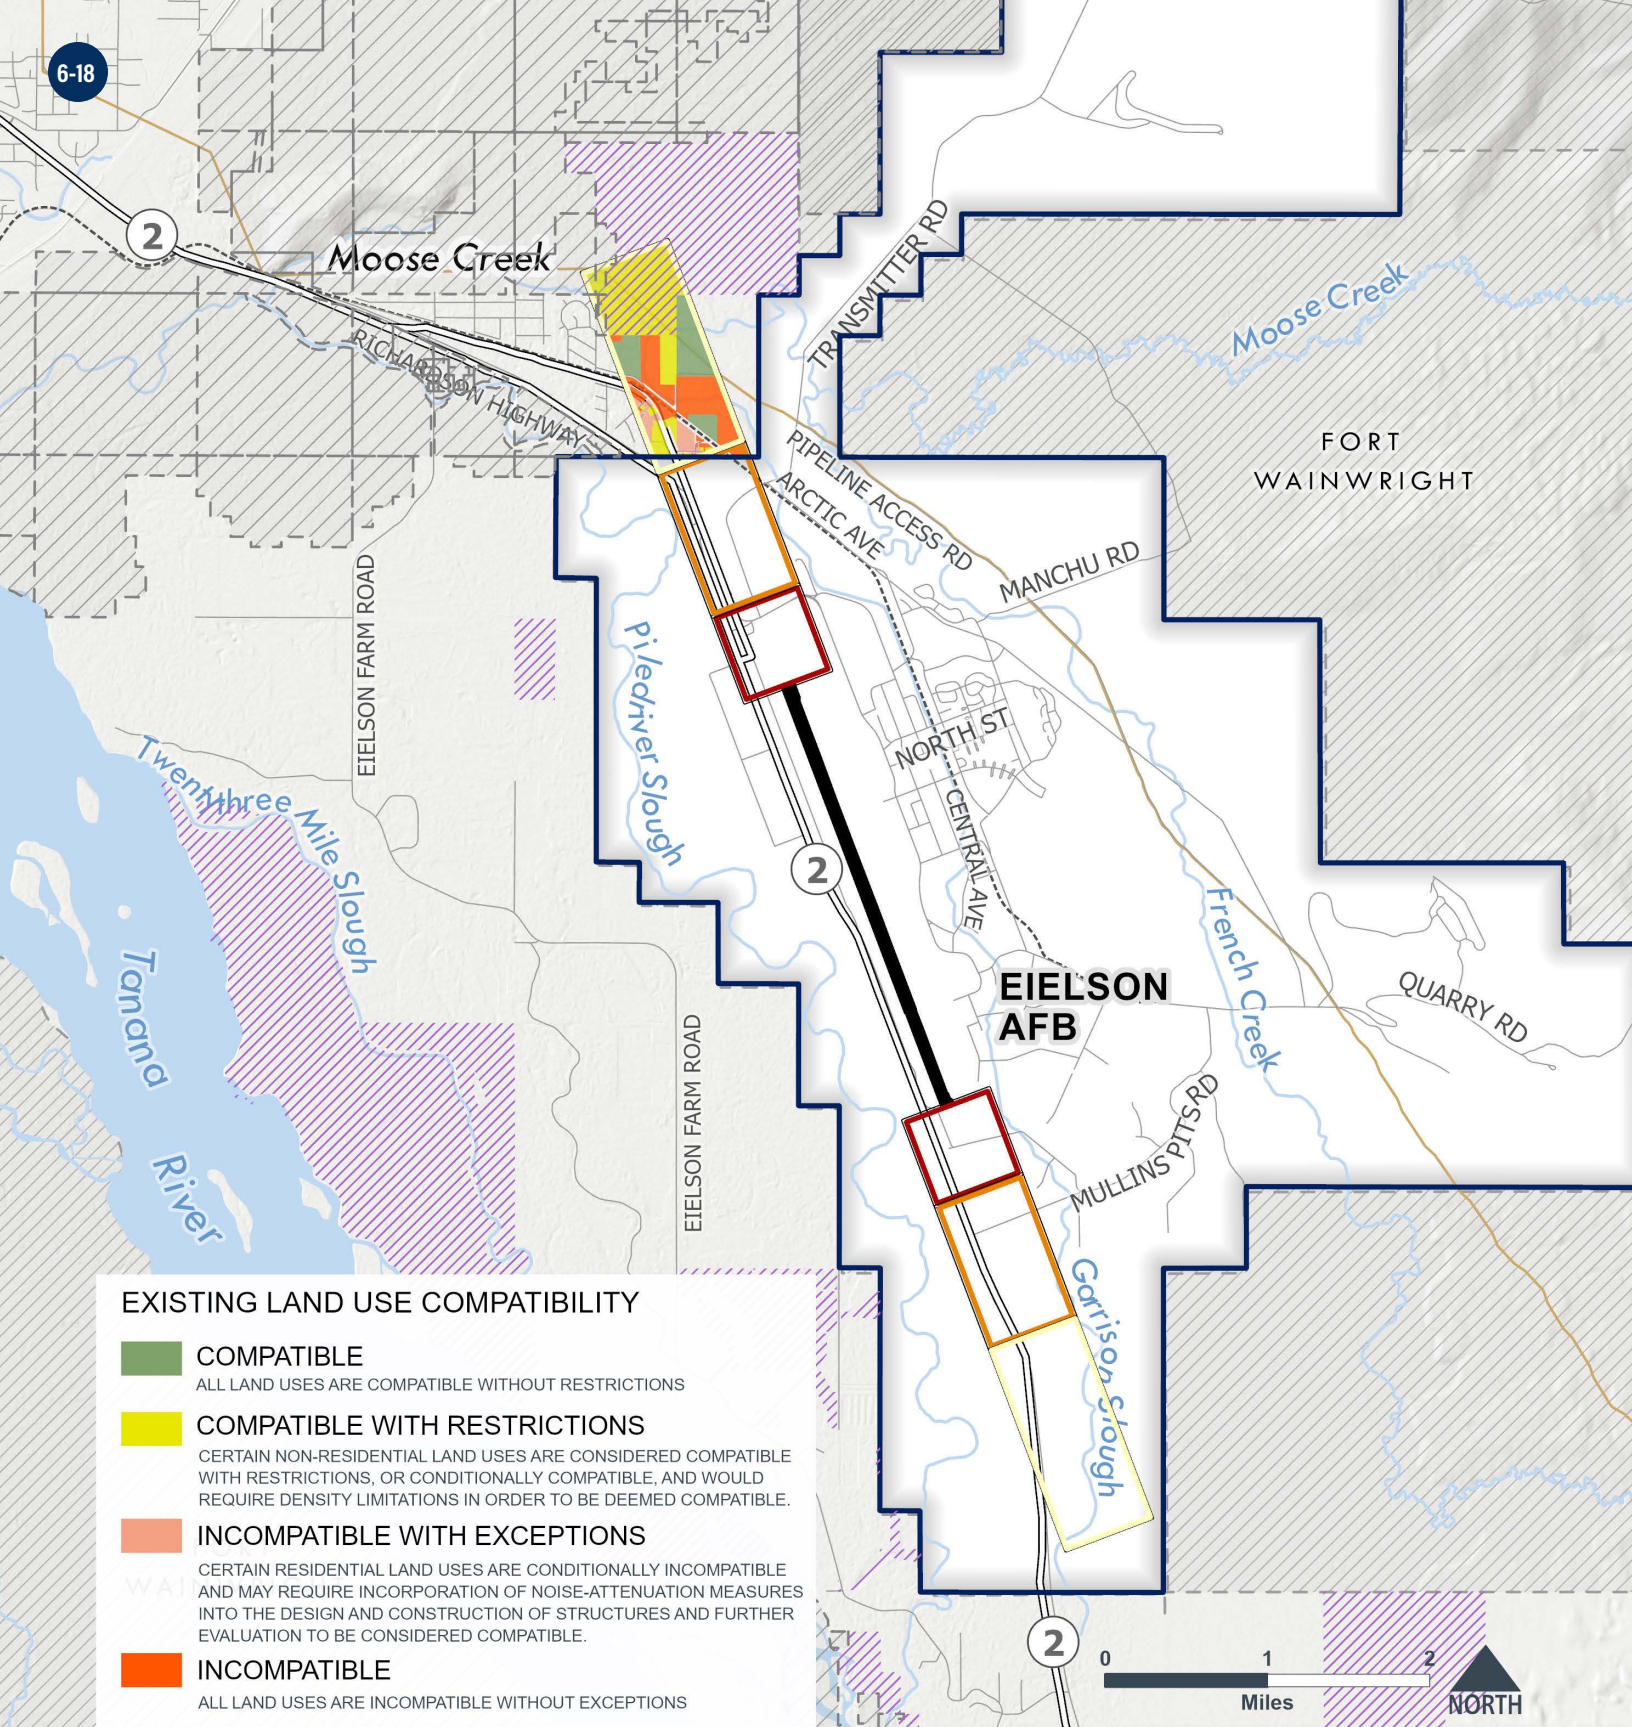 6-18
2
Moose Creek
RICHARDSON HIGHWAY
TRANSMITTER RD
Moose Creek
FORT
WAINWRIGHT
PIPELINE ACCESS RD
ARCTIC AVE
MANCHU RD
EIELSON FARM ROAD
Piledriver Slough
NORTH ST
Twentythree Mile Slough
CENTRAL AVE
2
French Creek
Tanana
River
EIELSON
AFB
QUARRY RD
EIELSON FARM ROAD
MULLINS PITS RD
Garrison Slough
EXISTING LAND USE COMPATIBILITY
COMPATIBLE
ALL LAND USES ARE COMPATIBLE WITHOUT RESTRICTIONS
COMPATIBLE WITH RESTRICTIONS
CERTAIN NON-RESIDENTIAL LAND USES ARE CONSIDERED COMPATIBLE
WITH RESTRICTIONS, OR CONDITIONALLY COMPATIBLE, AND WOULD
REQUIRE DENSITY LIMITATIONS IN ORDER TO BE DEEMED COMPATIBLE.
INCOMPATIBLE WITH EXCEPTIONS
CERTAIN RESIDENTIAL LAND USES ARE CONDITIONALLY INCOMPATIBLE
AND MAY REQUIRE INCORPORATION OF NOISE-ATTENUATION MEASURES
INTO THE DESIGN AND CONSTRUCTION OF STRUCTURES AND FURTHER
EVALUATION TO BE CONSIDERED COMPATIBLE.
INCOMPATIBLE
ALL LAND USES ARE INCOMPATIBLE WITHOUT EXCEPTIONS
2
0 1 2
Miles
NORTH